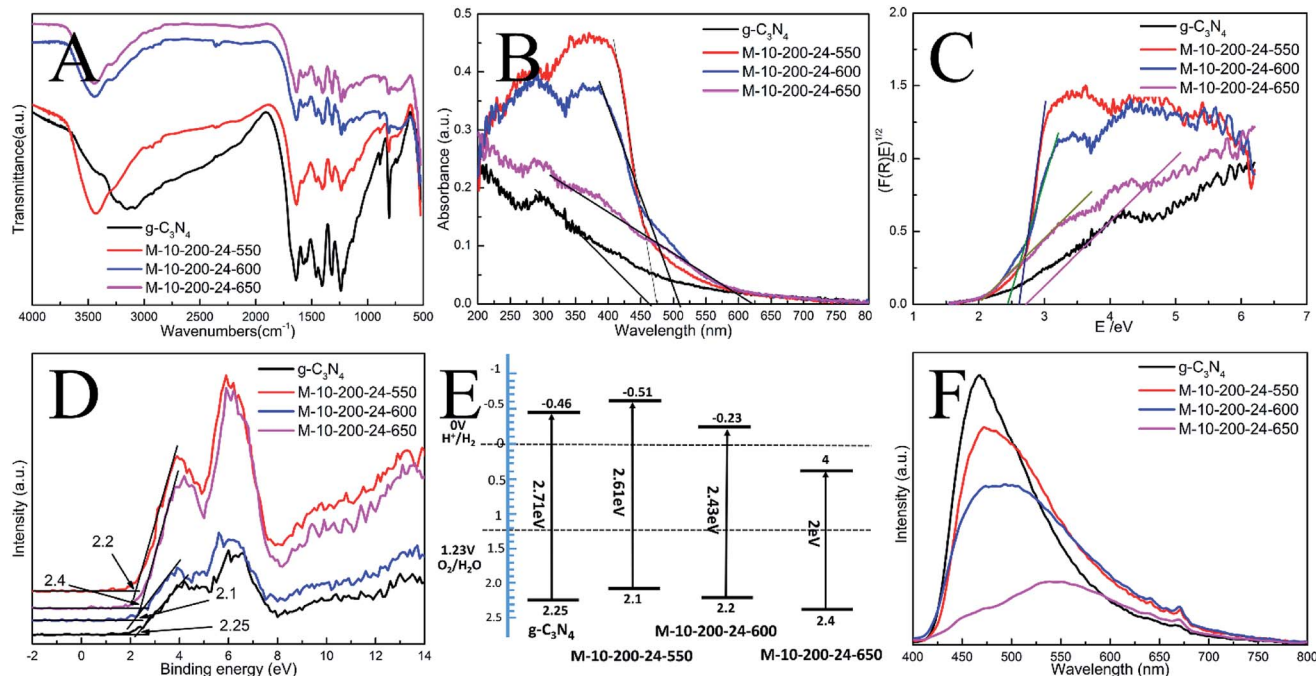 A
Transmittance(a.u.)
g-C3N4
M-10-200-24-550
M-10-200-24-600
M-10-200-24-650
4000 3500 3000 2500 2000 1500 1000 500
Wavenumbers(cm-1)
B
Absorbance (a.u.)
0.5
0.4
0.3
0.2
0.1
0.0
g-C3N4
M-10-200-24-550
M-10-200-24-600
M-10-200-24-650
200 250 300 350 400 450 500 550 600 650 700 750 800
Wavelength (nm)
C
(F(R)E)1/2
2.0
1.5
1.0
0.5
0.0
g-C3N4
M-10-200-24-550
M-10-200-24-600
M-10-200-24-650
1 2 3 4 5 6 7
E /eV
D
Intensity (a.u.)
g-C3N4
M-10-200-24-550
M-10-200-24-600
M-10-200-24-650
2.2
2.4
2.1
2.25
-2 0 2 4 6 8 10 12 14
Binding energy (eV)
E
-1
-0.5
0
0.5
1
1.5
2.0
2.5
0V
H+/H2
1.23V
O2/H2O
-0.46
-0.51
-0.23
4
2.71eV
2.61eV
2.43eV
2eV
2.25
2.1
2.2
2.4
g-C3N4
M-10-200-24-600
M-10-200-24-550
M-10-200-24-650
F
Intensity (a.u.)
g-C3N4
M-10-200-24-550
M-10-200-24-600
M-10-200-24-650
400 450 500 550 600 650 700 750 800
Wavelength (nm)